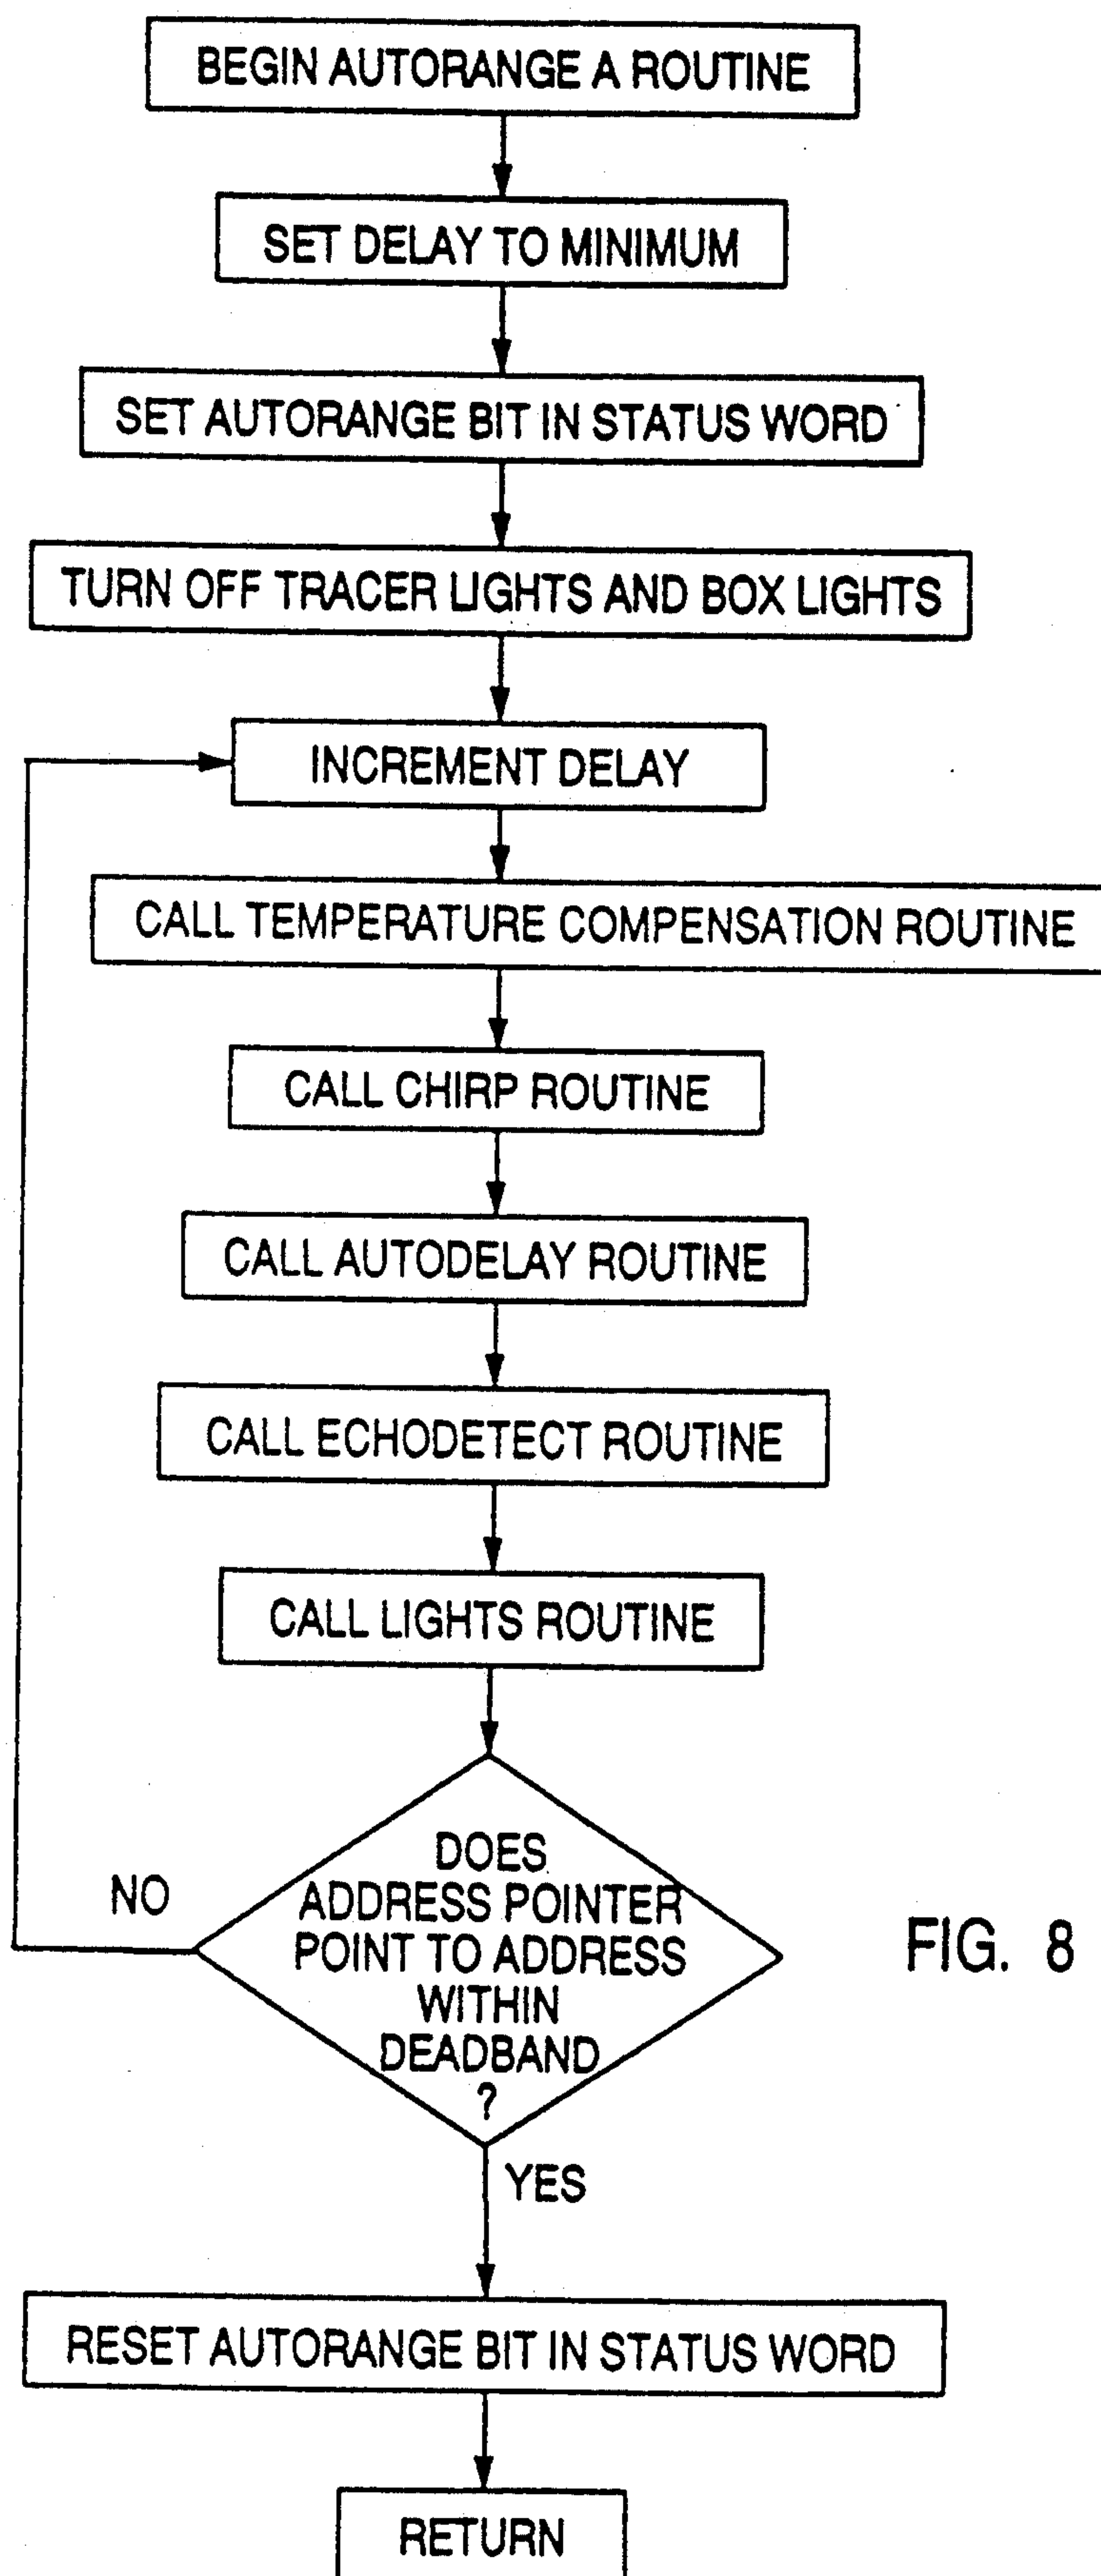 BEGIN AUTORANGE A ROUTINE
SET DELAY TO MINIMUM
SET AUTORANGE BIT IN STATUS WORD
TURN OFF TRACER LIGHTS AND BOX LIGHTS
INCREMENT DELAY
CALL TEMPERATURE COMPENSATION ROUTINE
CALL CHIRP ROUTINE
CALL AUTODELAY ROUTINE
CALL ECHODETECT ROUTINE
CALL LIGHTS ROUTINE
DOES
ADDRESS POINTER
POINT TO ADDRESS
WITHIN
DEADBAND
?
NO
FIG. 8
YES
RESET AUTORANGE BIT IN STATUS WORD
RETURN